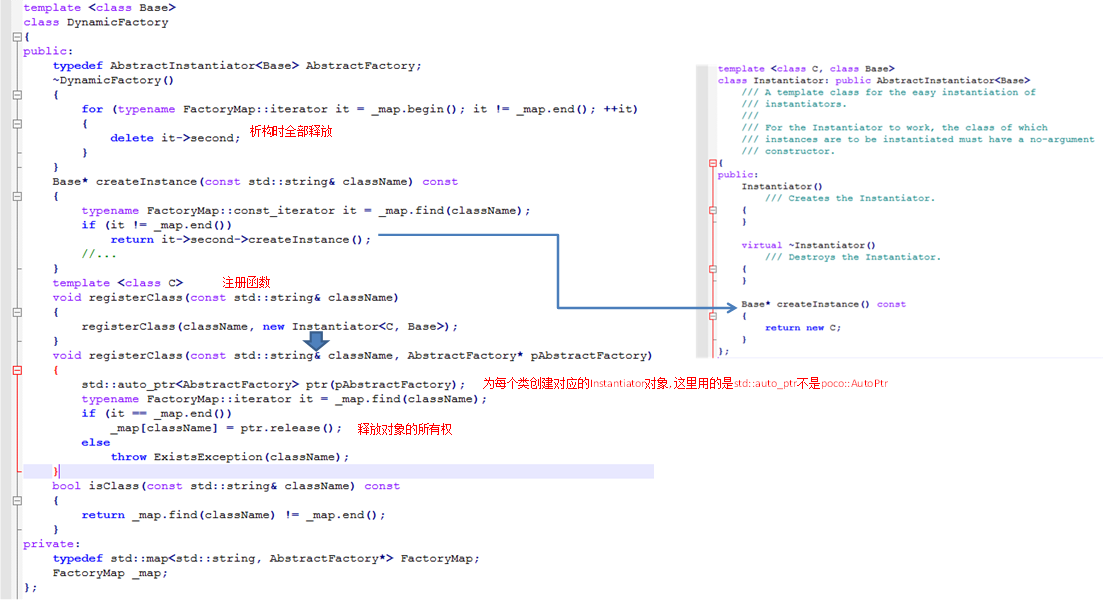 template <class Base>
class DynamicFactory
{
public:
    typedef AbstractInstantiator<Base> AbstractFactory;
    ~DynamicFactory()
    {
        for (typename FactoryMap::iterator it = _map.begin(); it != _map.end(); ++it)
        {
            delete it->second; 析构时全部释放
        }
    }
    Base* createInstance(const std::string& className) const
    {
        typename FactoryMap::const_iterator it = _map.find(className);
        if (it != _map.end())
            return it->second->createInstance();
        //...
    }
    template <class C> 注册函数
    void registerClass(const std::string& className)
    {
        registerClass(className, new Instantiator<C, Base>);
    }
    void registerClass(const std::string& className, AbstractFactory* pAbstractFactory)
    {
        std::auto_ptr<AbstractFactory> ptr(pAbstractFactory); 为每个类创建对应的Instantiator对象,这里用的是std::auto_ptr不是poco::AutoPtr
        typename FactoryMap::iterator it = _map.find(className);
        if (it == _map.end())
            _map[className] = ptr.release(); 释放对象的所有权
        else
            throw ExistsException(className);
    }
    bool isClass(const std::string& className) const
    {
        return _map.find(className) != _map.end();
    }
private:
    typedef std::map<std::string, AbstractFactory*> FactoryMap;
    FactoryMap _map;
};
template <class C, class Base>
class Instantiator: public AbstractInstantiator<Base>
    /// A template class for the easy instantiation of
    /// instantiators.
    ///
    /// For the Instantiator to work, the class of which
    /// instances are to be instantiated must have a no-argument
    /// constructor.
{
public:
    Instantiator()
        /// Creates the Instantiator.
    {
    }
    virtual ~Instantiator()
        /// Destroys the Instantiator.
    {
    }
    Base* createInstance() const
    {
        return new C;
    }
};